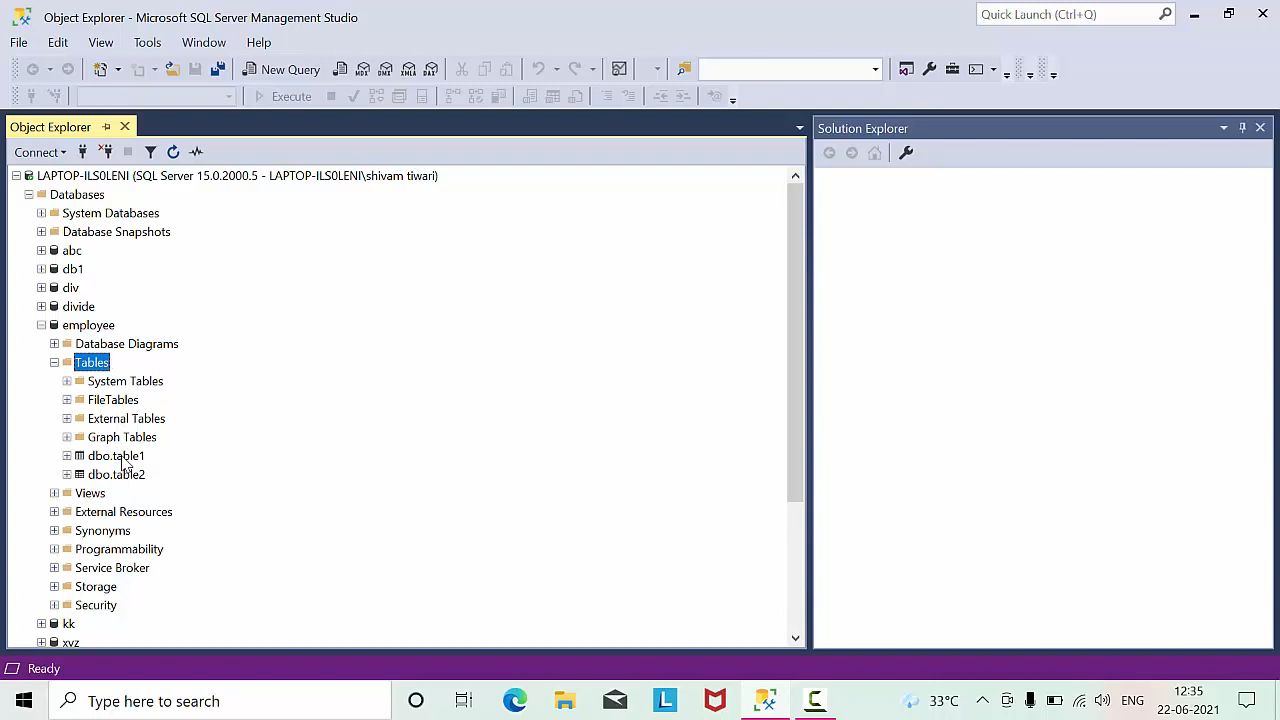 Object Explorer - Microsoft SQL Server Management Studio
Quick Launch (Ctrl+Q)
File Edit View Tools Window Help
New Query MDX DMX XMLA DAX
Execute
Object Explorer
Solution Explorer
Connect
LAPTOP-ILS0LENI (SQL Server 15.0.2000.5 - LAPTOP-ILS0LENI\shivam tiwari)
Databases
System Databases
Database Snapshots
abc
db1
div
divide
employee
Database Diagrams
Tables
System Tables
FileTables
External Tables
Graph Tables
dbo.table1
dbo.table2
Views
External Resources
Synonyms
Programmability
Service Broker
Storage
Security
kk
xyz
Ready
Type here to search
L
C
33°C
ENG
12:35
22-06-2021